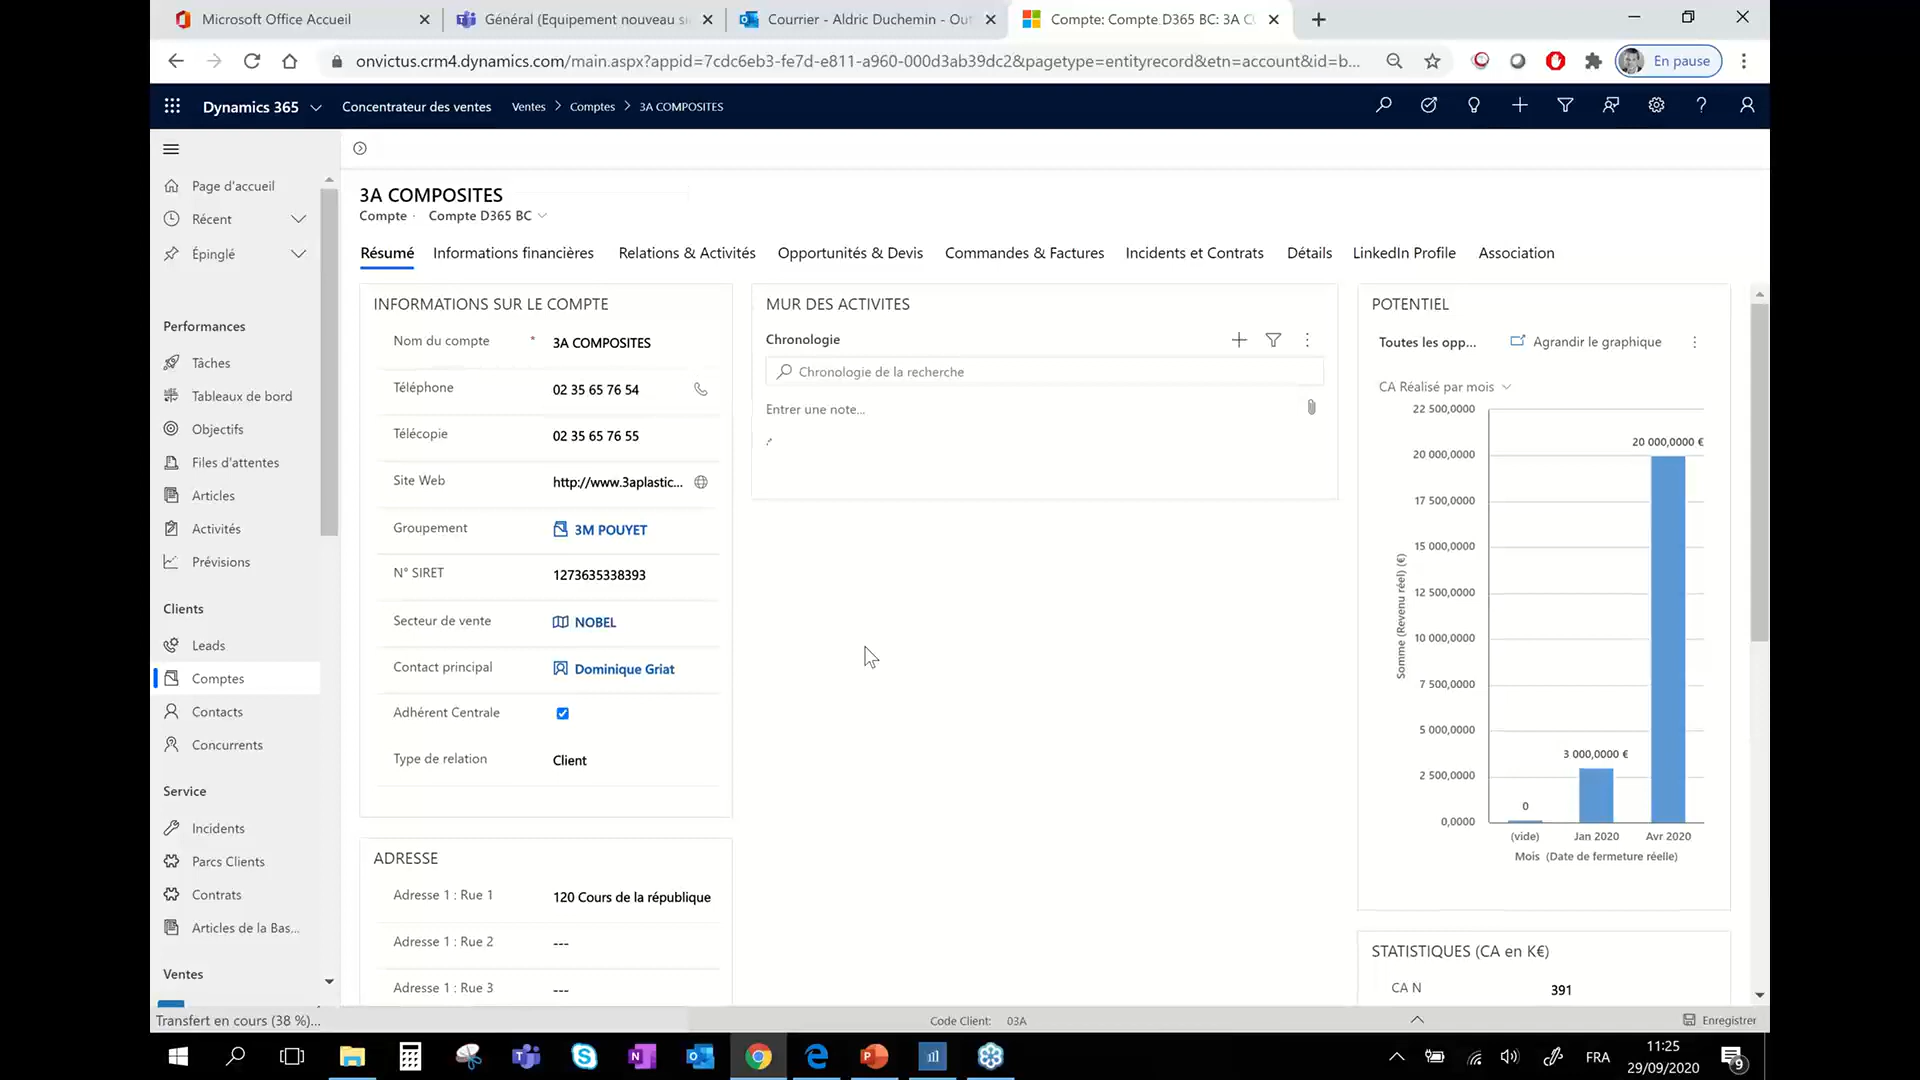 Microsoft Office Accueil
Général (Equipement nouveau si
Courrier - Aldric Duchemin - Out
Compte: Compte D365 BC: 3A C
onvictus.crm4.dynamics.com/main.aspx?appid=7cdc6eb3-fe7d-e811-a960-000d3ab39dc2&pagetype=entityrecord&etn=account&id=b...
En pause
Dynamics 365
Concentrateur des ventes
Ventes > Comptes > 3A COMPOSITES
Page d'accueil
Récent
Épinglé
Performances
Tâches
Tableaux de bord
Objectifs
Files d'attentes
Articles
Activités
Prévisions
Clients
Leads
Comptes
Contacts
Concurrents
Service
Incidents
Parcs Clients
Contrats
Articles de la Bas...
Ventes
3A COMPOSITES
Compte · Compte D365 BC
Résumé
Informations financières
Relations & Activités
Opportunités & Devis
Commandes & Factures
Incidents et Contrats
Détails
LinkedIn Profile
Association
INFORMATIONS SUR LE COMPTE
Nom du compte * 3A COMPOSITES
Téléphone 02 35 65 76 54
Télécopie 02 35 65 76 55
Site Web http://www.3aplastic...
Groupement 3M POUYET
N° SIRET 1273635338393
Secteur de vente NOBEL
Contact principal Dominique Griat
Adhérent Centrale
Type de relation Client
ADRESSE
Adresse 1 : Rue 1 120 Cours de la république
Adresse 1 : Rue 2 ---
Adresse 1 : Rue 3 ---
MUR DES ACTIVITES
Chronologie
Chronologie de la recherche
Entrer une note...
POTENTIEL
Toutes les opp...
Agrandir le graphique
CA Réalisé par mois
22 500,0000
20 000,0000
17 500,0000
15 000,0000
12 500,0000
10 000,0000
7 500,0000
5 000,0000
2 500,0000
0,0000
Somme (Revenu réel) (€)
20 000,0000 €
3 000,0000 €
0
(vide)
Jan 2020
Avr 2020
Mois (Date de fermeture réelle)
STATISTIQUES (CA en K€)
CA N 391
Transfert en cours (38 %)...
Code Client: 03A
Enregistrer
FRA
11:25
29/09/2020
9